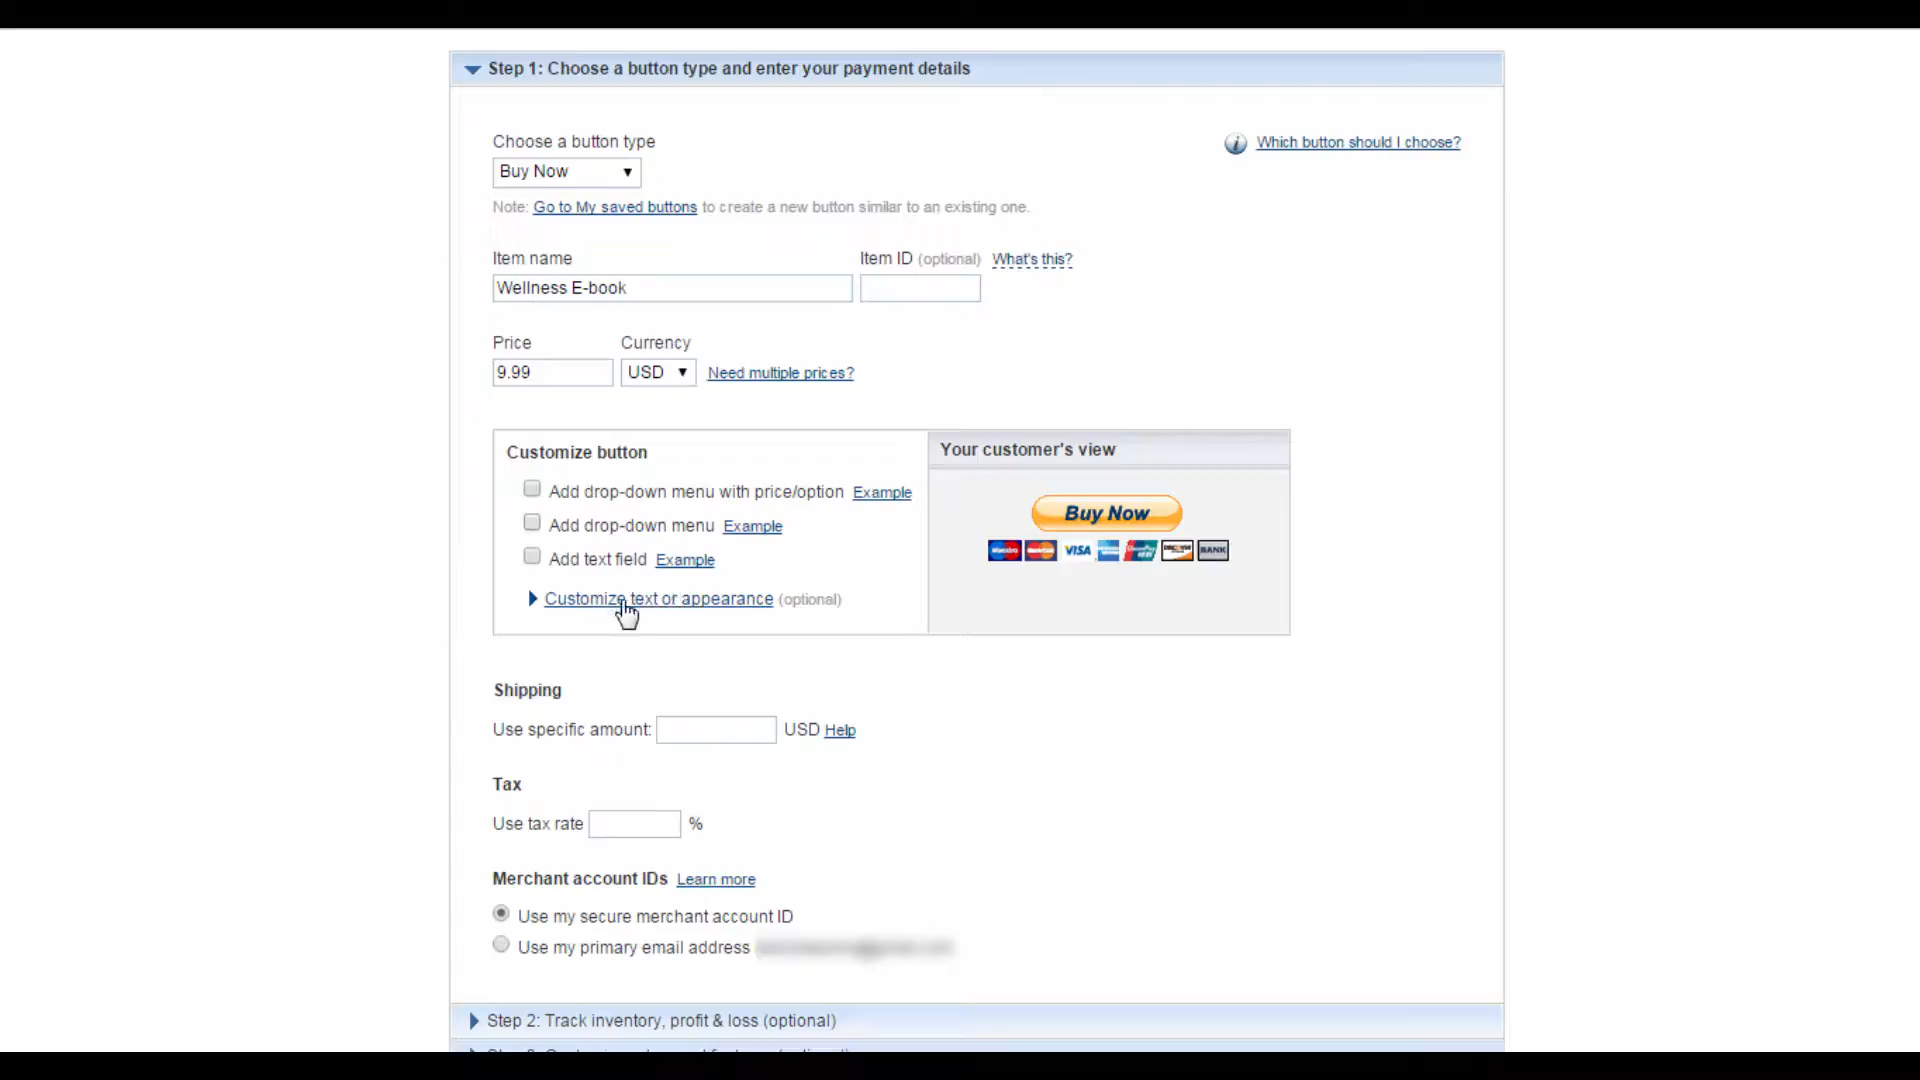 Step 1: Choose a button type and enter your payment details
Choose a button type
Which button should I choose?
Buy Now
Note: Go to My saved buttons to create a new button similar to an existing one.
Item name
Item ID (optional) What's this?
Wellness E-book
Price
Currency
9.99
USD
Need multiple prices?
Customize button
Your customer's view
Add drop-down menu with price/option Example
Add drop-down menu Example
Add text field Example
Customize text or appearance (optional)
Buy Now
Maestro
MasterCard
VISA
DISCOVER
BANK
Shipping
Use specific amount:
USD Help
Tax
Use tax rate
%
Merchant account IDs Learn more
Use my secure merchant account ID
Use my primary email address
Step 2: Track inventory, profit & loss (optional)